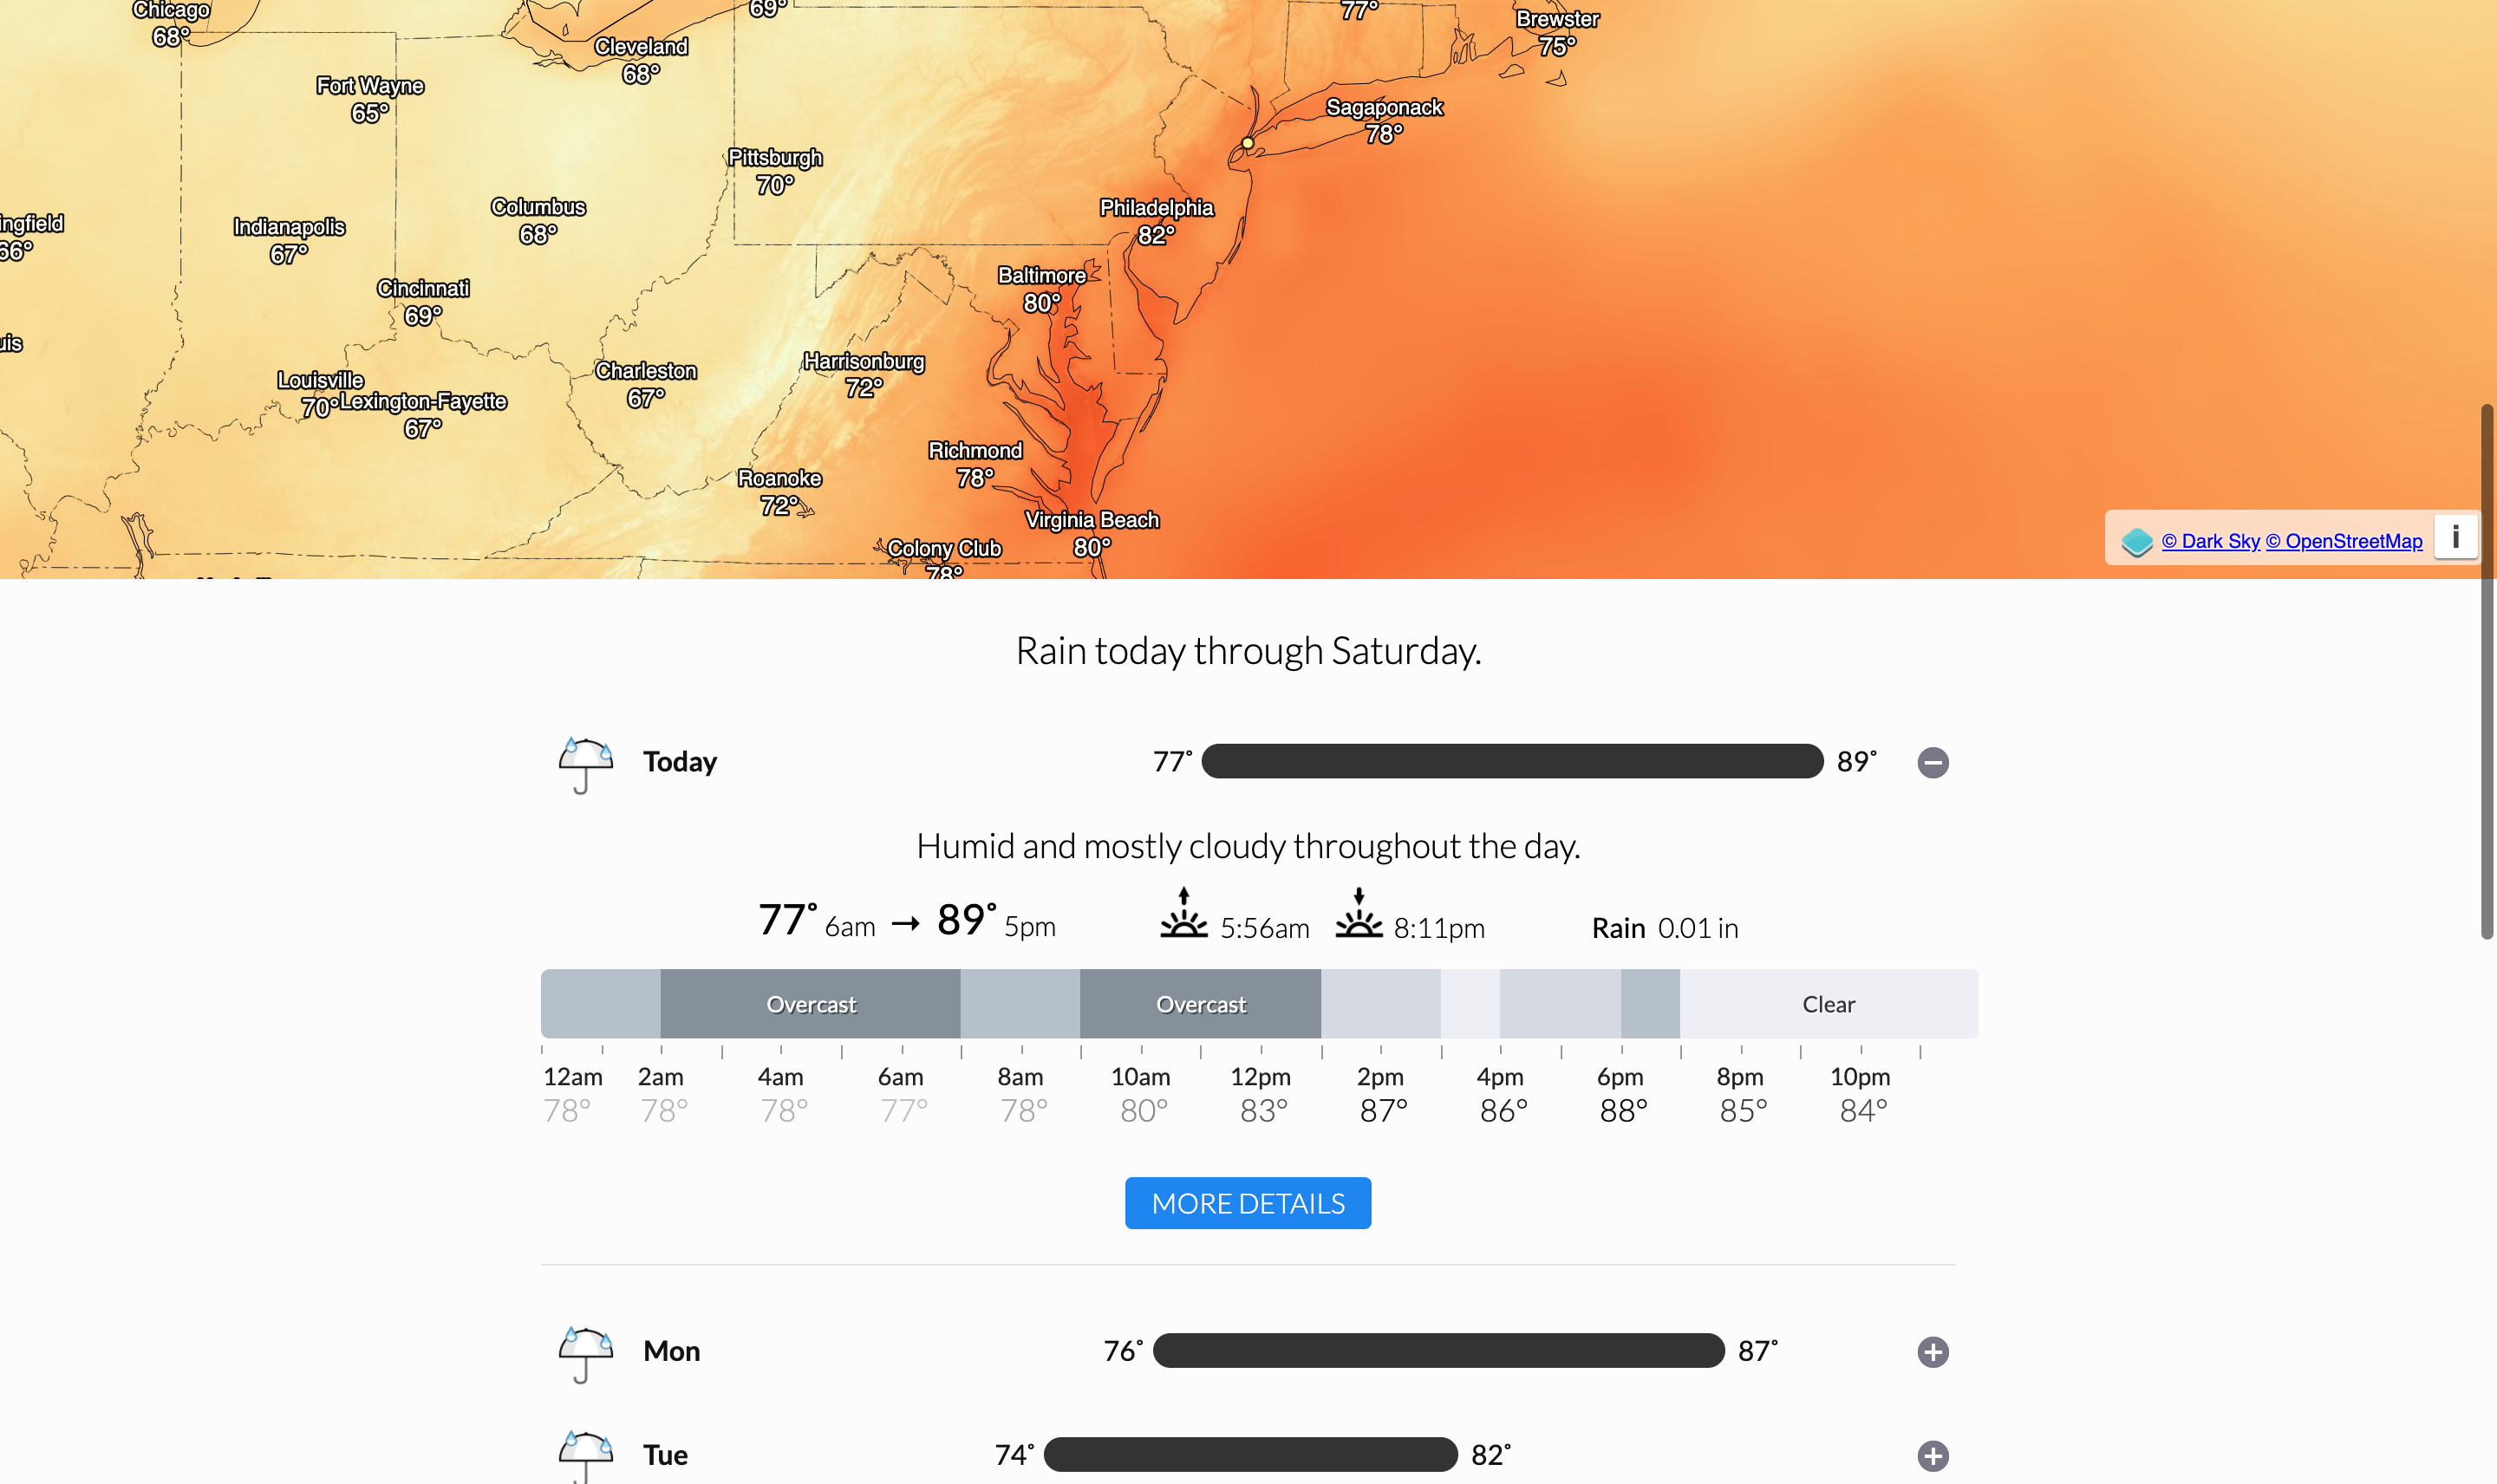 Chicago
68°
69°
77°
Brewster
75°
Cleveland
68°
Fort Wayne
65°
Sagaponack
78°
Pittsburgh
70°
Columbus
68°
Philadelphia
82°
ingfield
66°
Indianapolis
67°
Baltimore
80°
Cincinnati
69°
uis
Harrisonburg
72°
Charleston
67°
Louisville
70°
Lexington-Fayette
67°
Richmond
78°
Roanoke
72°
Virginia Beach
80°
Colony Club
78°
© Dark Sky © OpenStreetMap
i
Rain today through Saturday.
Today 77° 89°
Humid and mostly cloudy throughout the day.
77° 6am → 89° 5pm 5:56am 8:11pm Rain 0.01 in
Overcast Overcast Clear
12am 2am 4am 6am 8am 10am 12pm 2pm 4pm 6pm 8pm 10pm
78° 78° 78° 77° 78° 80° 83° 87° 86° 88° 85° 84°
MORE DETAILS
Mon 76° 87°
Tue 74° 82°